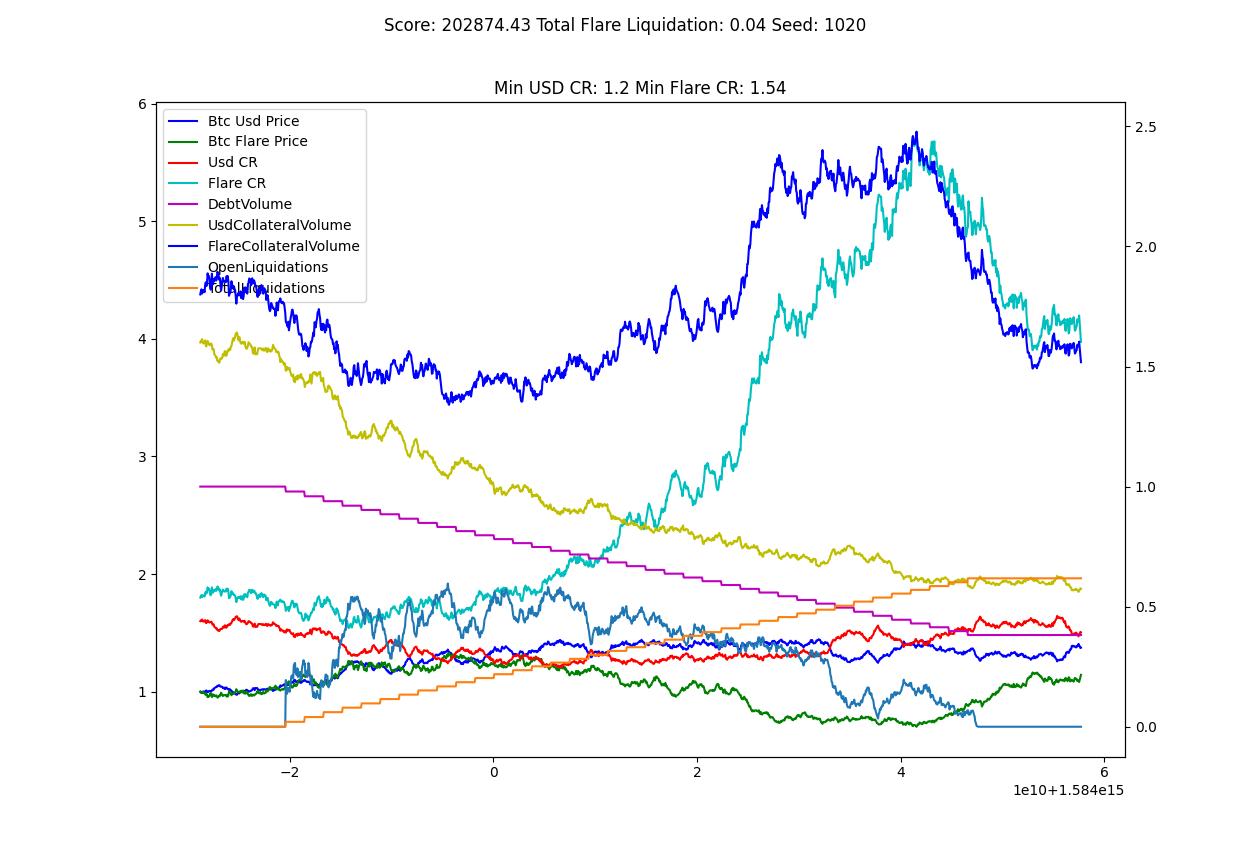 Score: 202874.43 Total Flare Liquidation: 0.04 Seed: 1020
Min USD CR: 1.2 Min Flare CR: 1.54
Btc Usd Price
Btc Flare Price
Usd CR
Flare CR
DebtVolume
UsdCollateralVolume
FlareCollateralVolume
OpenLiquidations
TotalLiquidations
6
5
4
3
2
1
2.5
2.0
1.5
1.0
0.5
0.0
−2 0 2 4 6
1e10+1.584e15